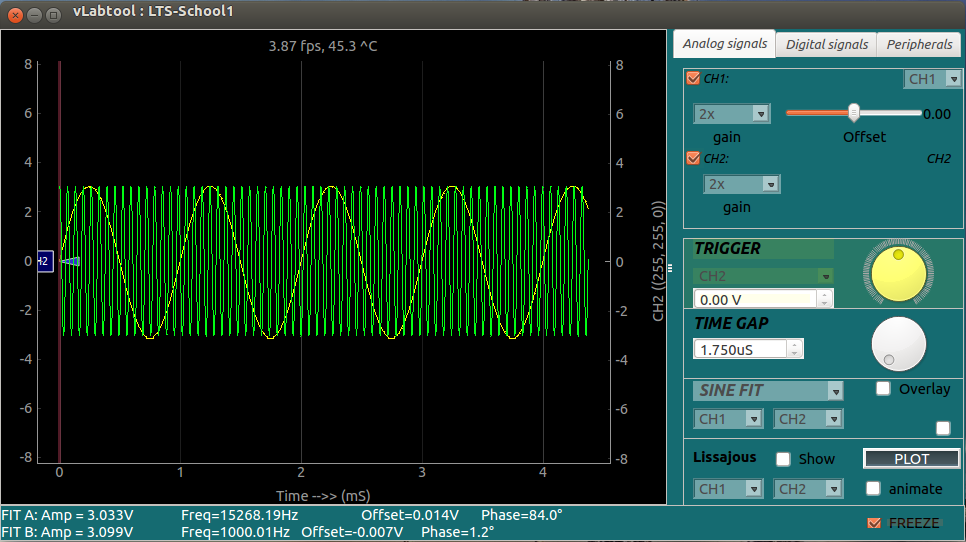 vLabtool : LTS-School1
3.87 fps, 45.3 ^C
8
6
4
2
0
-2
-4
-6
-8
H2
8
6
4
2
0
-2
-4
-6
-8
CH2 ((255, 255, 0))
0 1 2 3 4
Time -->> (mS)
Analog signals Digital signals Peripherals
CH1: CH1
2x 0.00
gain Offset
CH2: CH2
2x
gain
TRIGGER
CH2
0.00 V
TIME GAP
1.750uS
SINE FIT Overlay
CH1 CH2
Lissajous Show PLOT
CH1 CH2 animate
FIT A: Amp = 3.033V Freq=15268.19Hz Offset=0.014V Phase=84.0°
FIT B: Amp = 3.099V Freq=1000.01Hz Offset=-0.007V Phase=1.2°
FREEZE